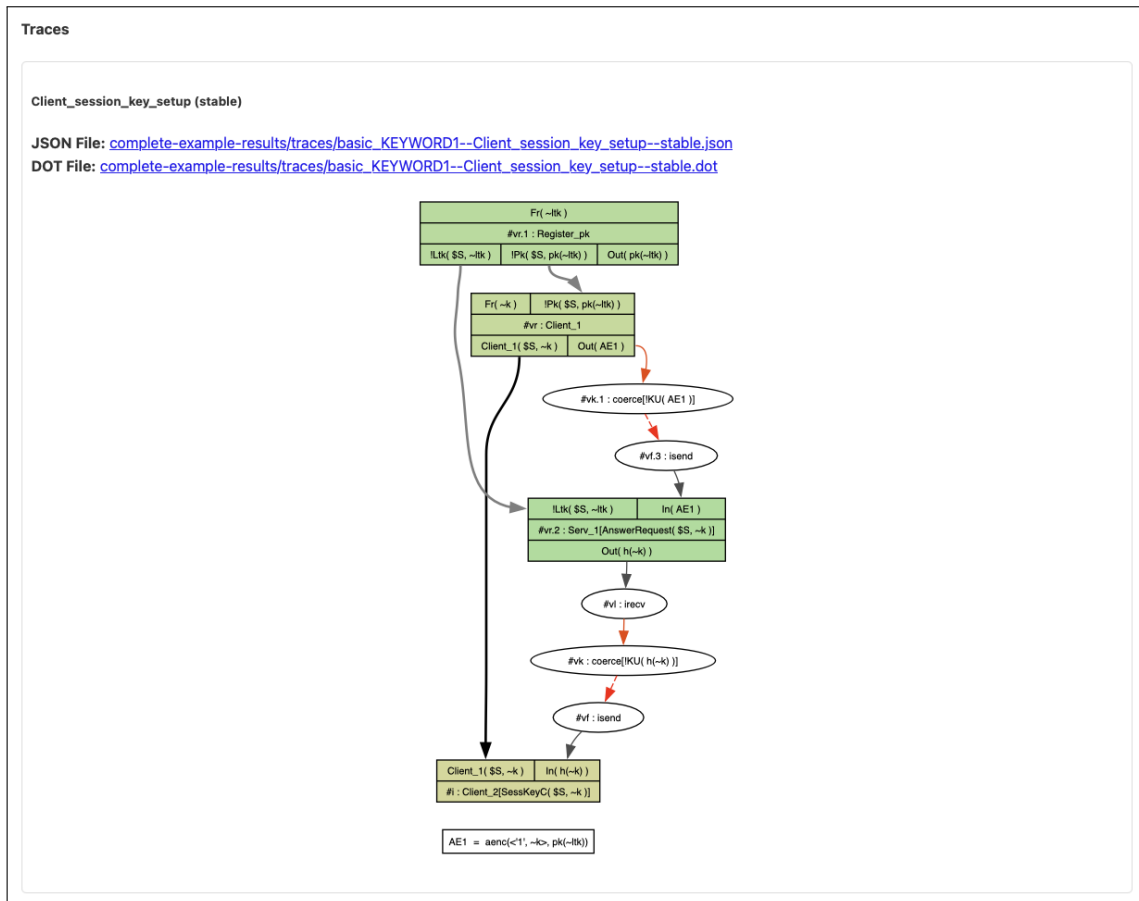 Traces
Client_session_key_setup (stable)
JSON File: complete-example-results/traces/basic_KEYWORD1--Client_session_key_setup--stable.json
DOT File: complete-example-results/traces/basic_KEYWORD1--Client_session_key_setup--stable.dot
Fr( ~ltk )
#vr.1 : Register_pk
!Ltk( $S, ~ltk ) !Pk( $S, pk(~ltk) ) Out( pk(~ltk) )
Fr( ~k ) !Pk( $S, pk(~ltk) )
#vr : Client_1
Client_1( $S, ~k ) Out( AE1 )
#vk.1 : coerce[!KU( AE1 )]
#vf.3 : isend
!Ltk( $S, ~ltk ) In( AE1 )
#vr.2 : Serv_1[AnswerRequest( $S, ~k )]
Out( h(~k) )
#vl : irecv
#vk : coerce[!KU( h(~k) )]
#vf : isend
Client_1( $S, ~k ) In( h(~k) )
#i : Client_2[SessKeyC( $S, ~k )]
AE1 = aenc(<'1', ~k>, pk(~ltk))